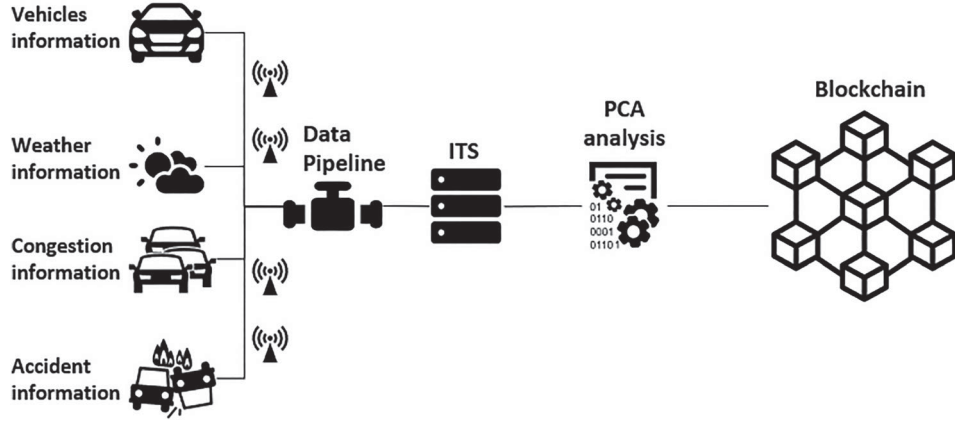 Vehicles
information
Weather
information
Congestion
information
Accident
information
Data
Pipeline
ITS
PCA
analysis
01
0110
0001
01101
Blockchain